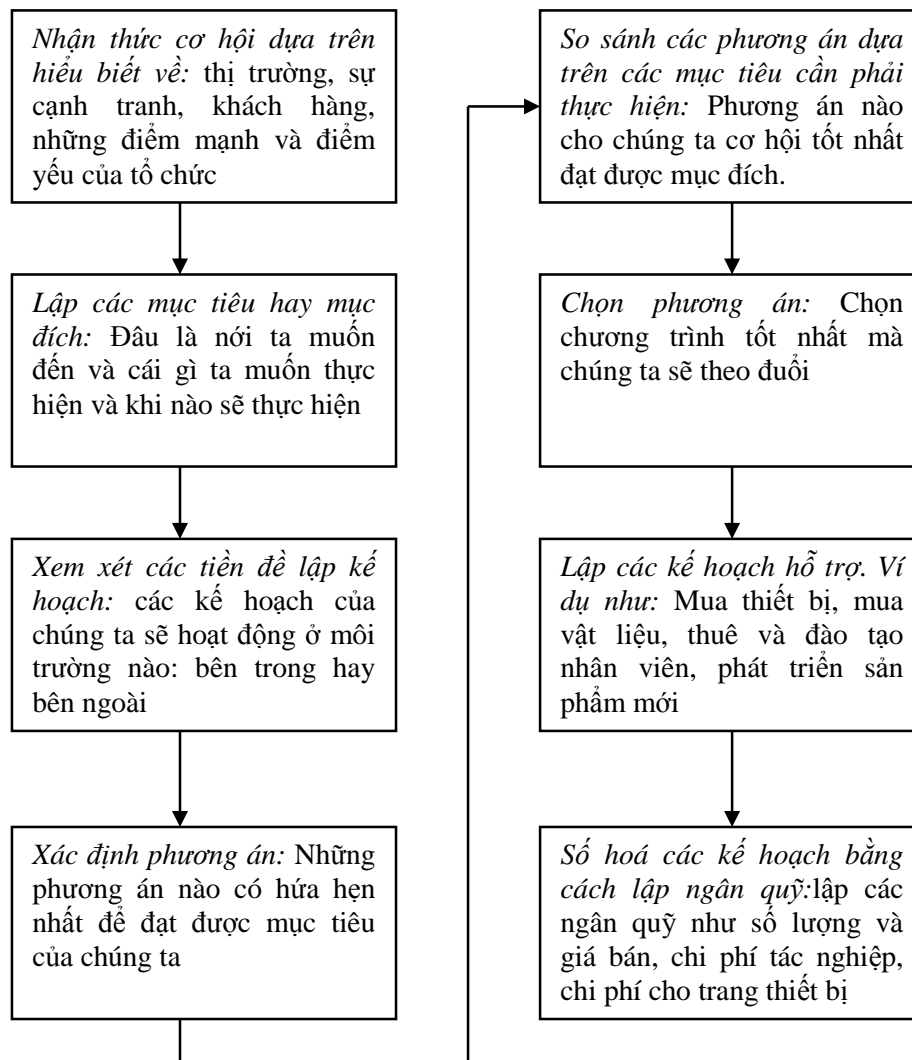 Nhận thức cơ hội dựa trên
hiểu biết về: thị trường, sự
cạnh tranh, khách hàng,
những điểm mạnh và điểm
yếu của tổ chức
Lập các mục tiêu hay mục
đích: Đâu là nới ta muốn
đến và cái gì ta muốn thực
hiện và khi nào sẽ thực hiện
Xem xét các tiền đề lập kế
hoạch: các kế hoạch của
chúng ta sẽ hoạt động ở môi
trường nào: bên trong hay
bên ngoài
Xác định phương án: Những
phương án nào có hứa hẹn
nhất để đạt được mục tiêu
của chúng ta
So sánh các phương án dựa
trên các mục tiêu cần phải
thực hiện: Phương án nào
cho chúng ta cơ hội tốt nhất
đạt được mục đích.
Chọn phương án: Chọn
chương trình tốt nhất mà
chúng ta sẽ theo đuổi
Lập các kế hoạch hỗ trợ. Ví
dụ như: Mua thiết bị, mua
vật liệu, thuê và đào tạo
nhân viên, phát triển sản
phẩm mới
Số hoá các kế hoạch bằng
cách lập ngân quỹ:lập các
ngân quỹ như số lượng và
giá bán, chi phí tác nghiệp,
chi phí cho trang thiết bị